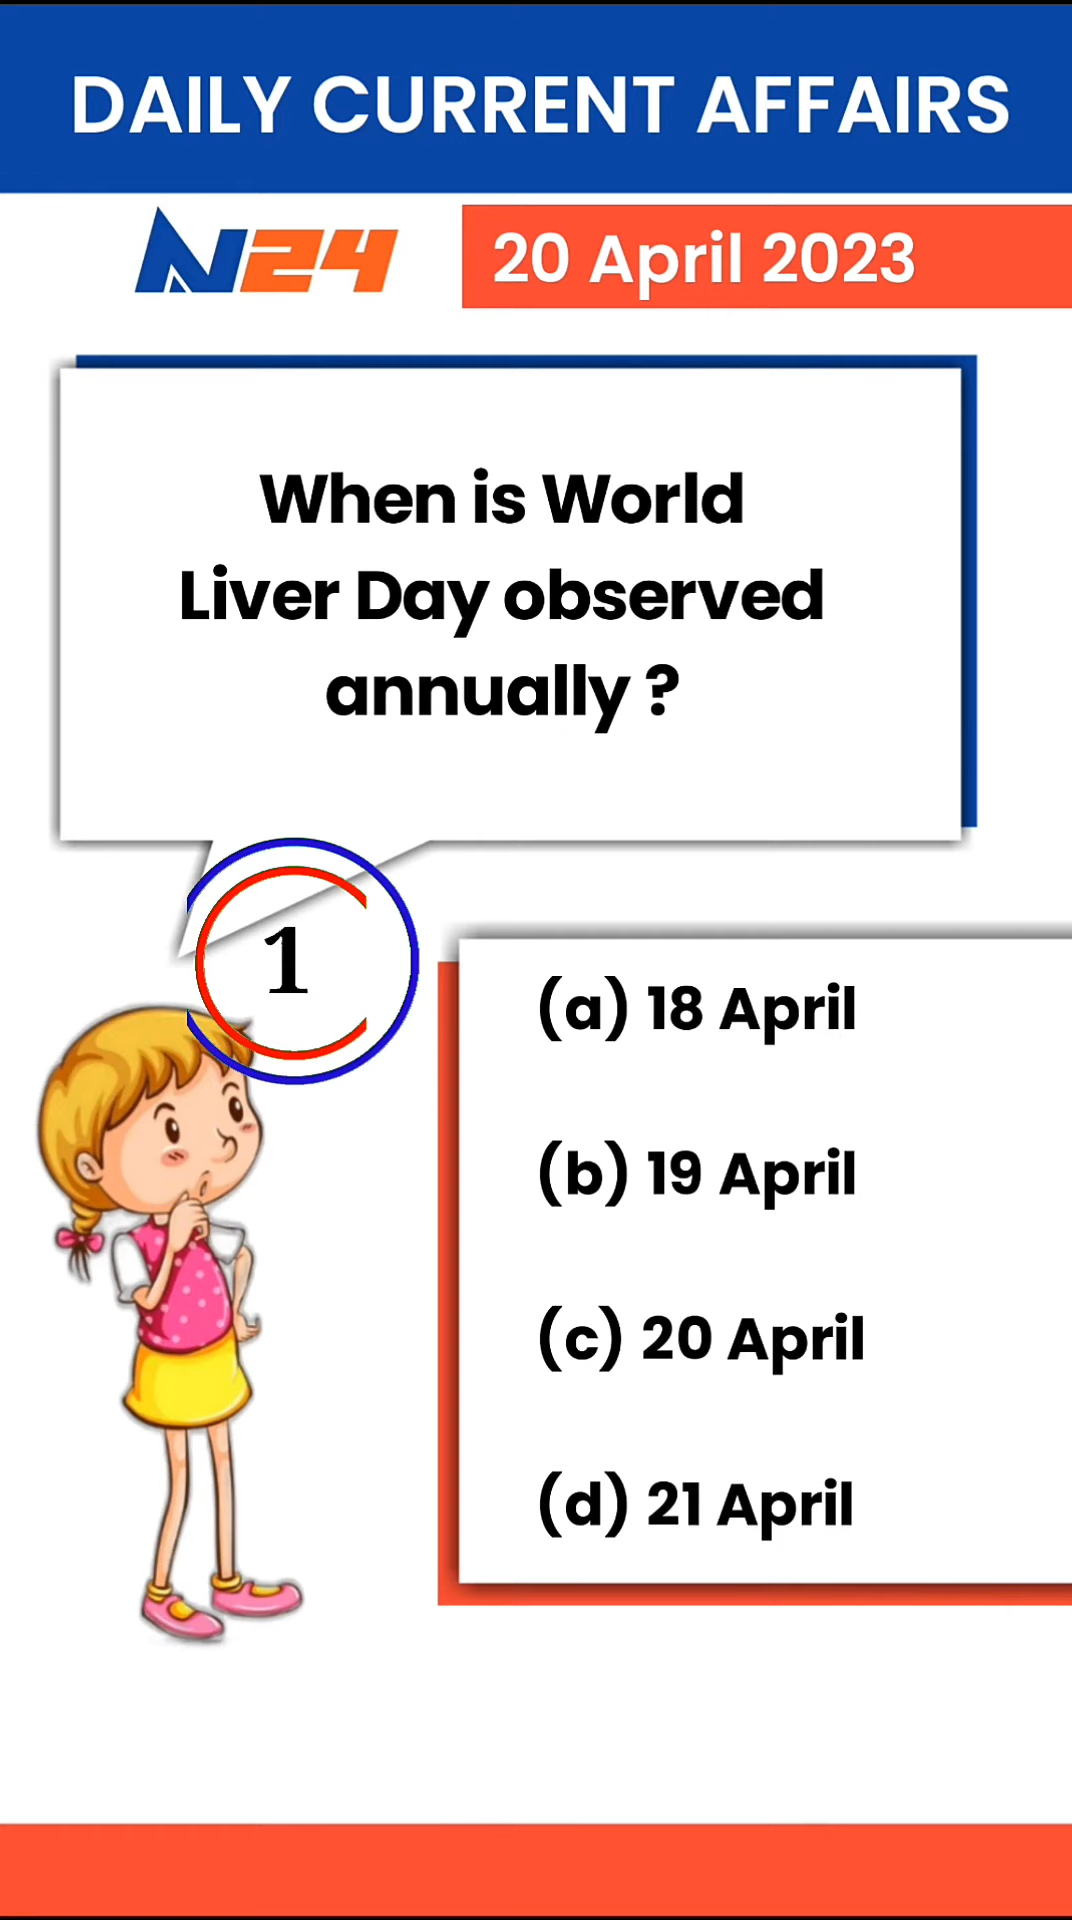 DAILY CURRENT AFFAIRS
N24
20 April 2023
When is World
Liver Day observed
annually ?
1
(a) 18 April
(b) 19 April
(c) 20 April
(d) 21 April